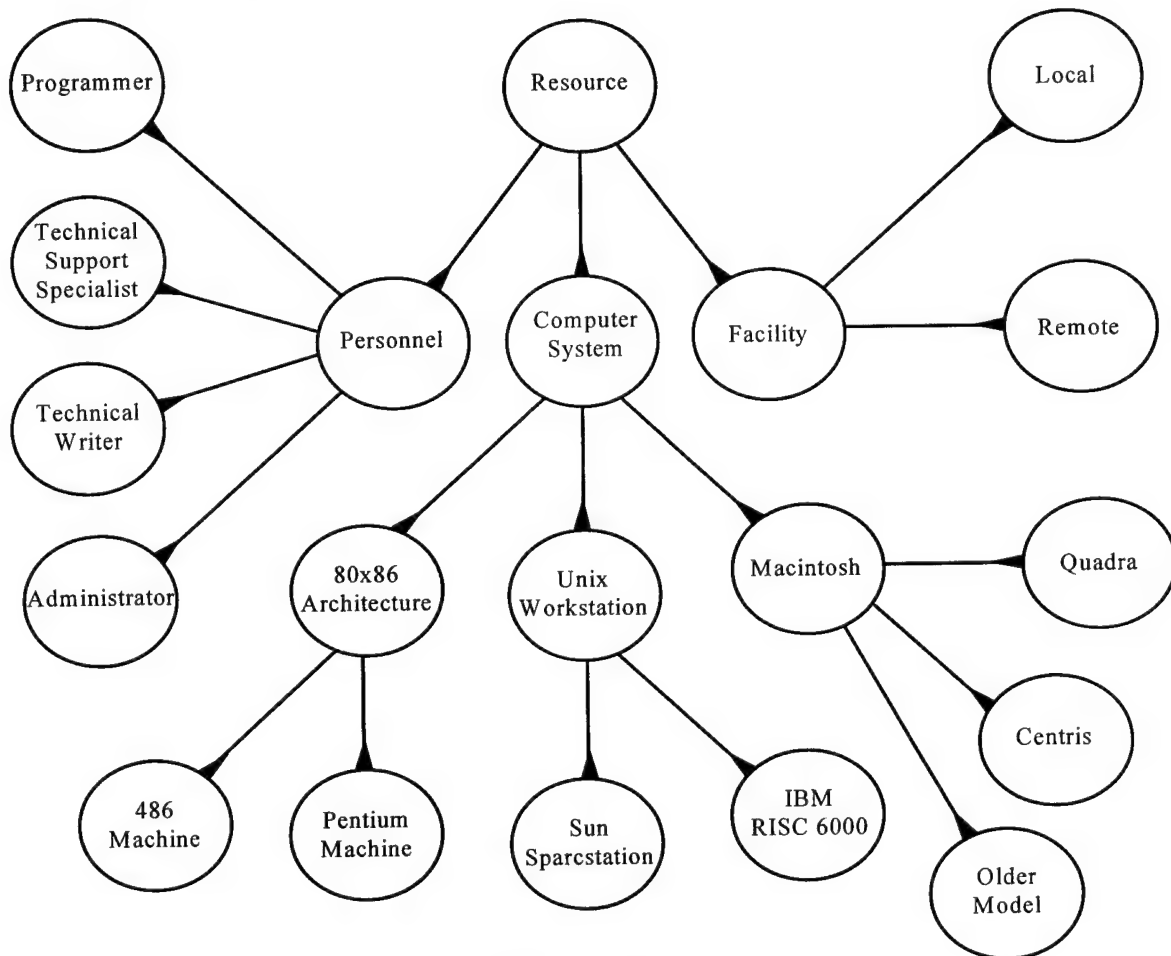 Programmer
Resource
Local
Technical
Support
Specialist
Personnel
Computer
System
Facility
Remote
Technical
Writer
Administrator
80x86
Architecture
Unix
Workstation
Macintosh
Quadra
Centris
486
Machine
Pentium
Machine
Sun
Sparcstation
IBM
RISC 6000
Older
Model